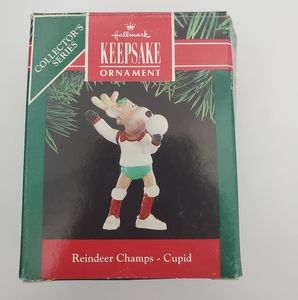 COLLECTOR'S
SERIES
Hallmark
KEEPSAKE
ORNAMENT
Reindeer Champs - Cupid